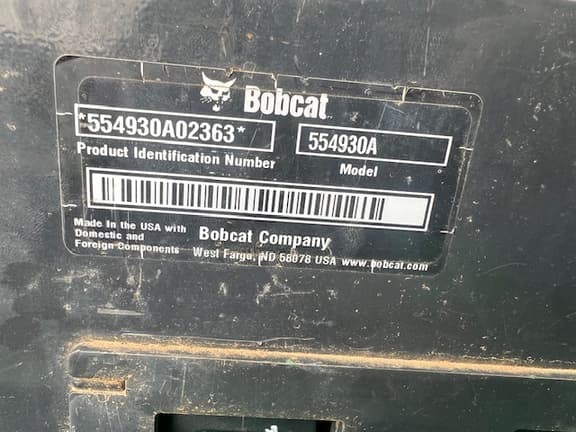 Bobcat
*554930A02363*
554930A
Product Identification Number
Model
Made in the USA with
Domestic and
Foreign Components
Bobcat Company
West Fargo, ND 58078 USA www.bobcat.com